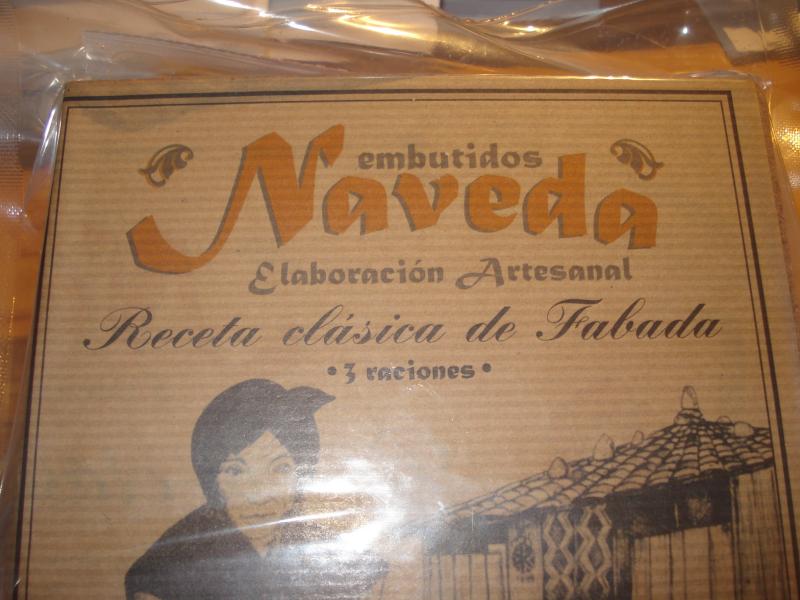 embutidos
Naveda
Elaboración Artesanal
Receta clásica de Fabada
• 3 raciones •